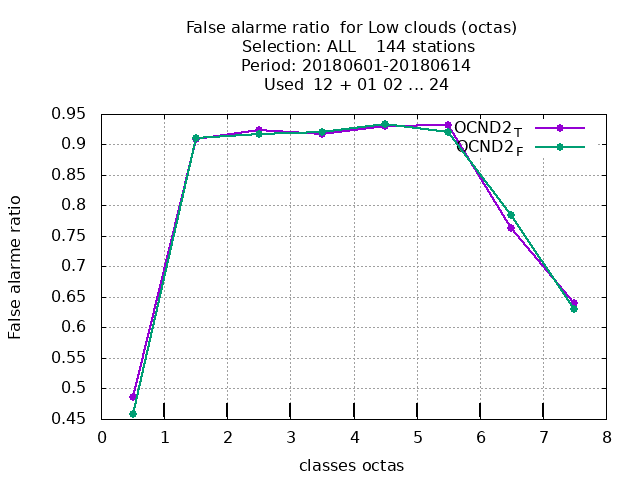 False alarme ratio  for Low clouds (octas)
Selection: ALL    144 stations
Period: 20180601-20180614
Used  12 + 01 02 ... 24
0.95
OCND2T
0.9
OCND2F
0.85
0.8
0.75
0.7
0.65
0.6
0.55
0.5
0.45
False alarme ratio
0 1 2 3 4 5 6 7 8
classes octas